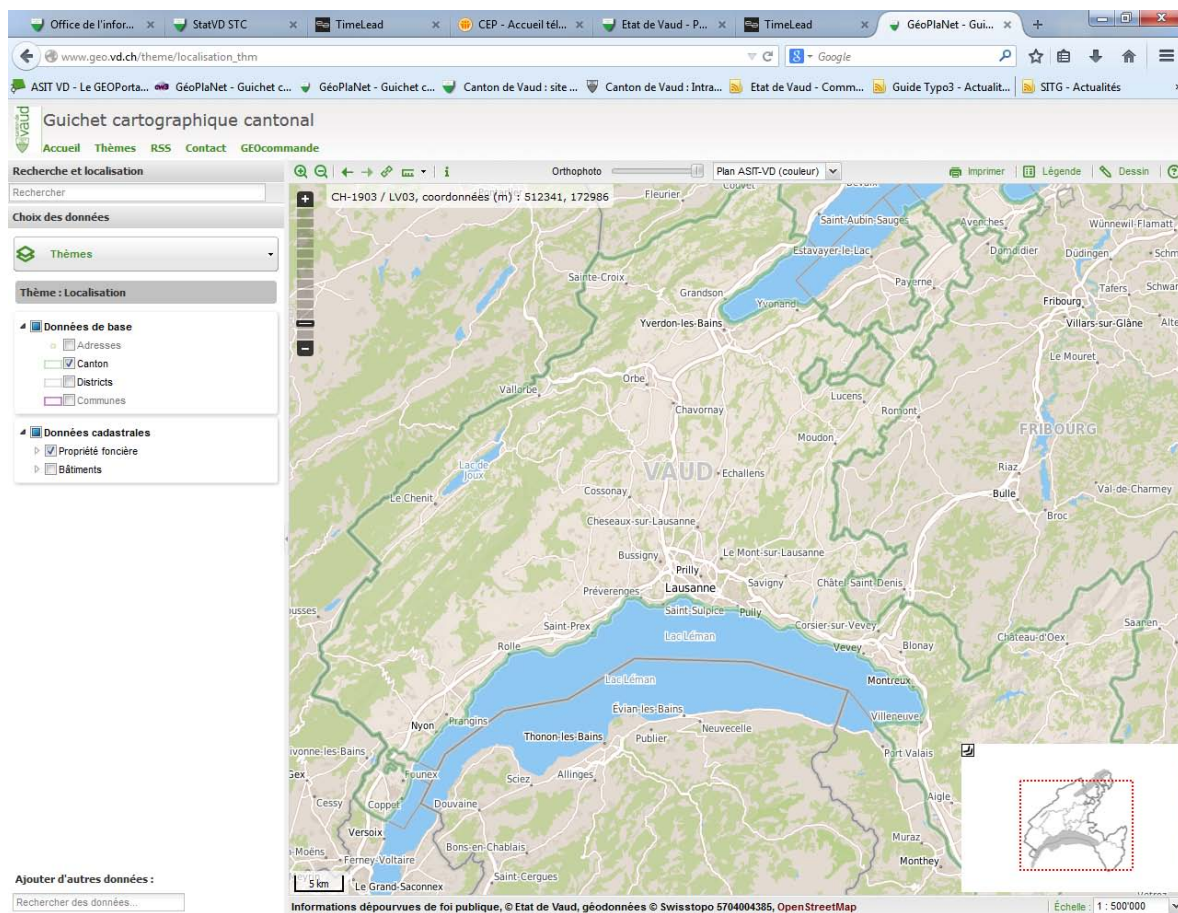 Office de l'infor...
StatVD STC
TimeLead
CEP - Accueil tél...
Etat de Vaud - P...
TimeLead
GéoPlaNet - Gui...
www.geo.vd.ch/theme/localisation_thm
Google
ASIT VD - Le GEOPorta...
GéoPlaNet - Guichet c...
GéoPlaNet - Guichet c...
Canton de Vaud : site ...
Canton de Vaud : Intra...
Etat de Vaud - Comm...
Guide Typo3 - Actualit...
SITG - Actualités
vaud
Guichet cartographique cantonal
Accueil Thèmes RSS Contact GEOcommande
Recherche et localisation
Rechercher
Choix des données
Thèmes
Thème : Localisation
Données de base
Adresses
Canton
Districts
Communes
Données cadastrales
Propriété foncière
Bâtiments
Ajouter d'autres données :
Rechercher des données...
Orthophoto
Plan ASIT-VD (couleur)
Imprimer
Légende
Dessin
CH-1903 / LV03, coordonnées (m) : 512341, 172986
Fleurier
Couvet
Saint-Aubin-Sauges
Avenches
Wünnewil-Flamatt
Estavayer-le-Lac
Domdidier
Düdingen
Schm
Sainte-Croix
Payerne
Tafers
Schwar
Grandson
Yvonand
Fribourg
Yverdon-les-Bains
Villars-sur-Glâne
Alte
Le Mouret
Vallorbe
Orbe
Lucens
Chavornay
Romont
FRIBOURG
Moudon
Lac de Joux
VAUD
Echallens
Riaz
Le Chenit
Cossonay
Bulle
Val-de-Charmey
Broc
Cheseaux-sur-Lausanne
Bussigny
Le Mont-sur-Lausanne
Prilly
Préverenges
Lausanne
Savigny
Châtel-Saint-Denis
Saint-Sulpice
Pully
ousses
Saint-Prex
Corsier-sur-Vevey
Saanen
Rolle
Lac Léman
Château-d'Oex
Vevey
Blonay
Lac Léman
Montreux
Prangins
Évian-les-Bains
Villeneuve
Nyon
Thonon-les-Bains
Publier
Neuvecelle
ivonne-les-Bains
Port-Valais
Gex
Founex
Sciez
Allinges
Cessy
Coppet
Douvaine
Aigle
Versoix
Muraz
-Moëns
Bons-en-Chablais
Monthey
Ferney-Voltaire
Saint-Cergues
Le Grand-Saconnex
5 km
Informations dépourvues de foi publique, © Etat de Vaud, géodonnées © Swisstopo 5704004385, OpenStreetMap
Échelle : 1 : 500'000